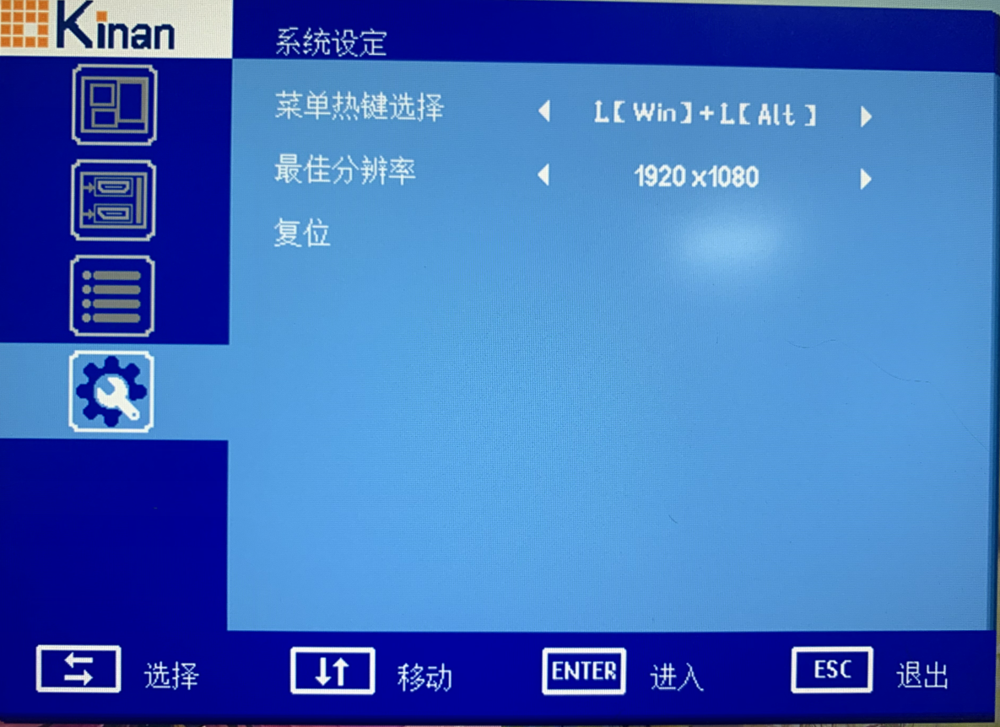 Kinan
系统设定
菜单热键选择 L【Win】+L【Alt】
最佳分辨率 1920x1080
复位
选择 移动 ENTER 进入 ESC 退出